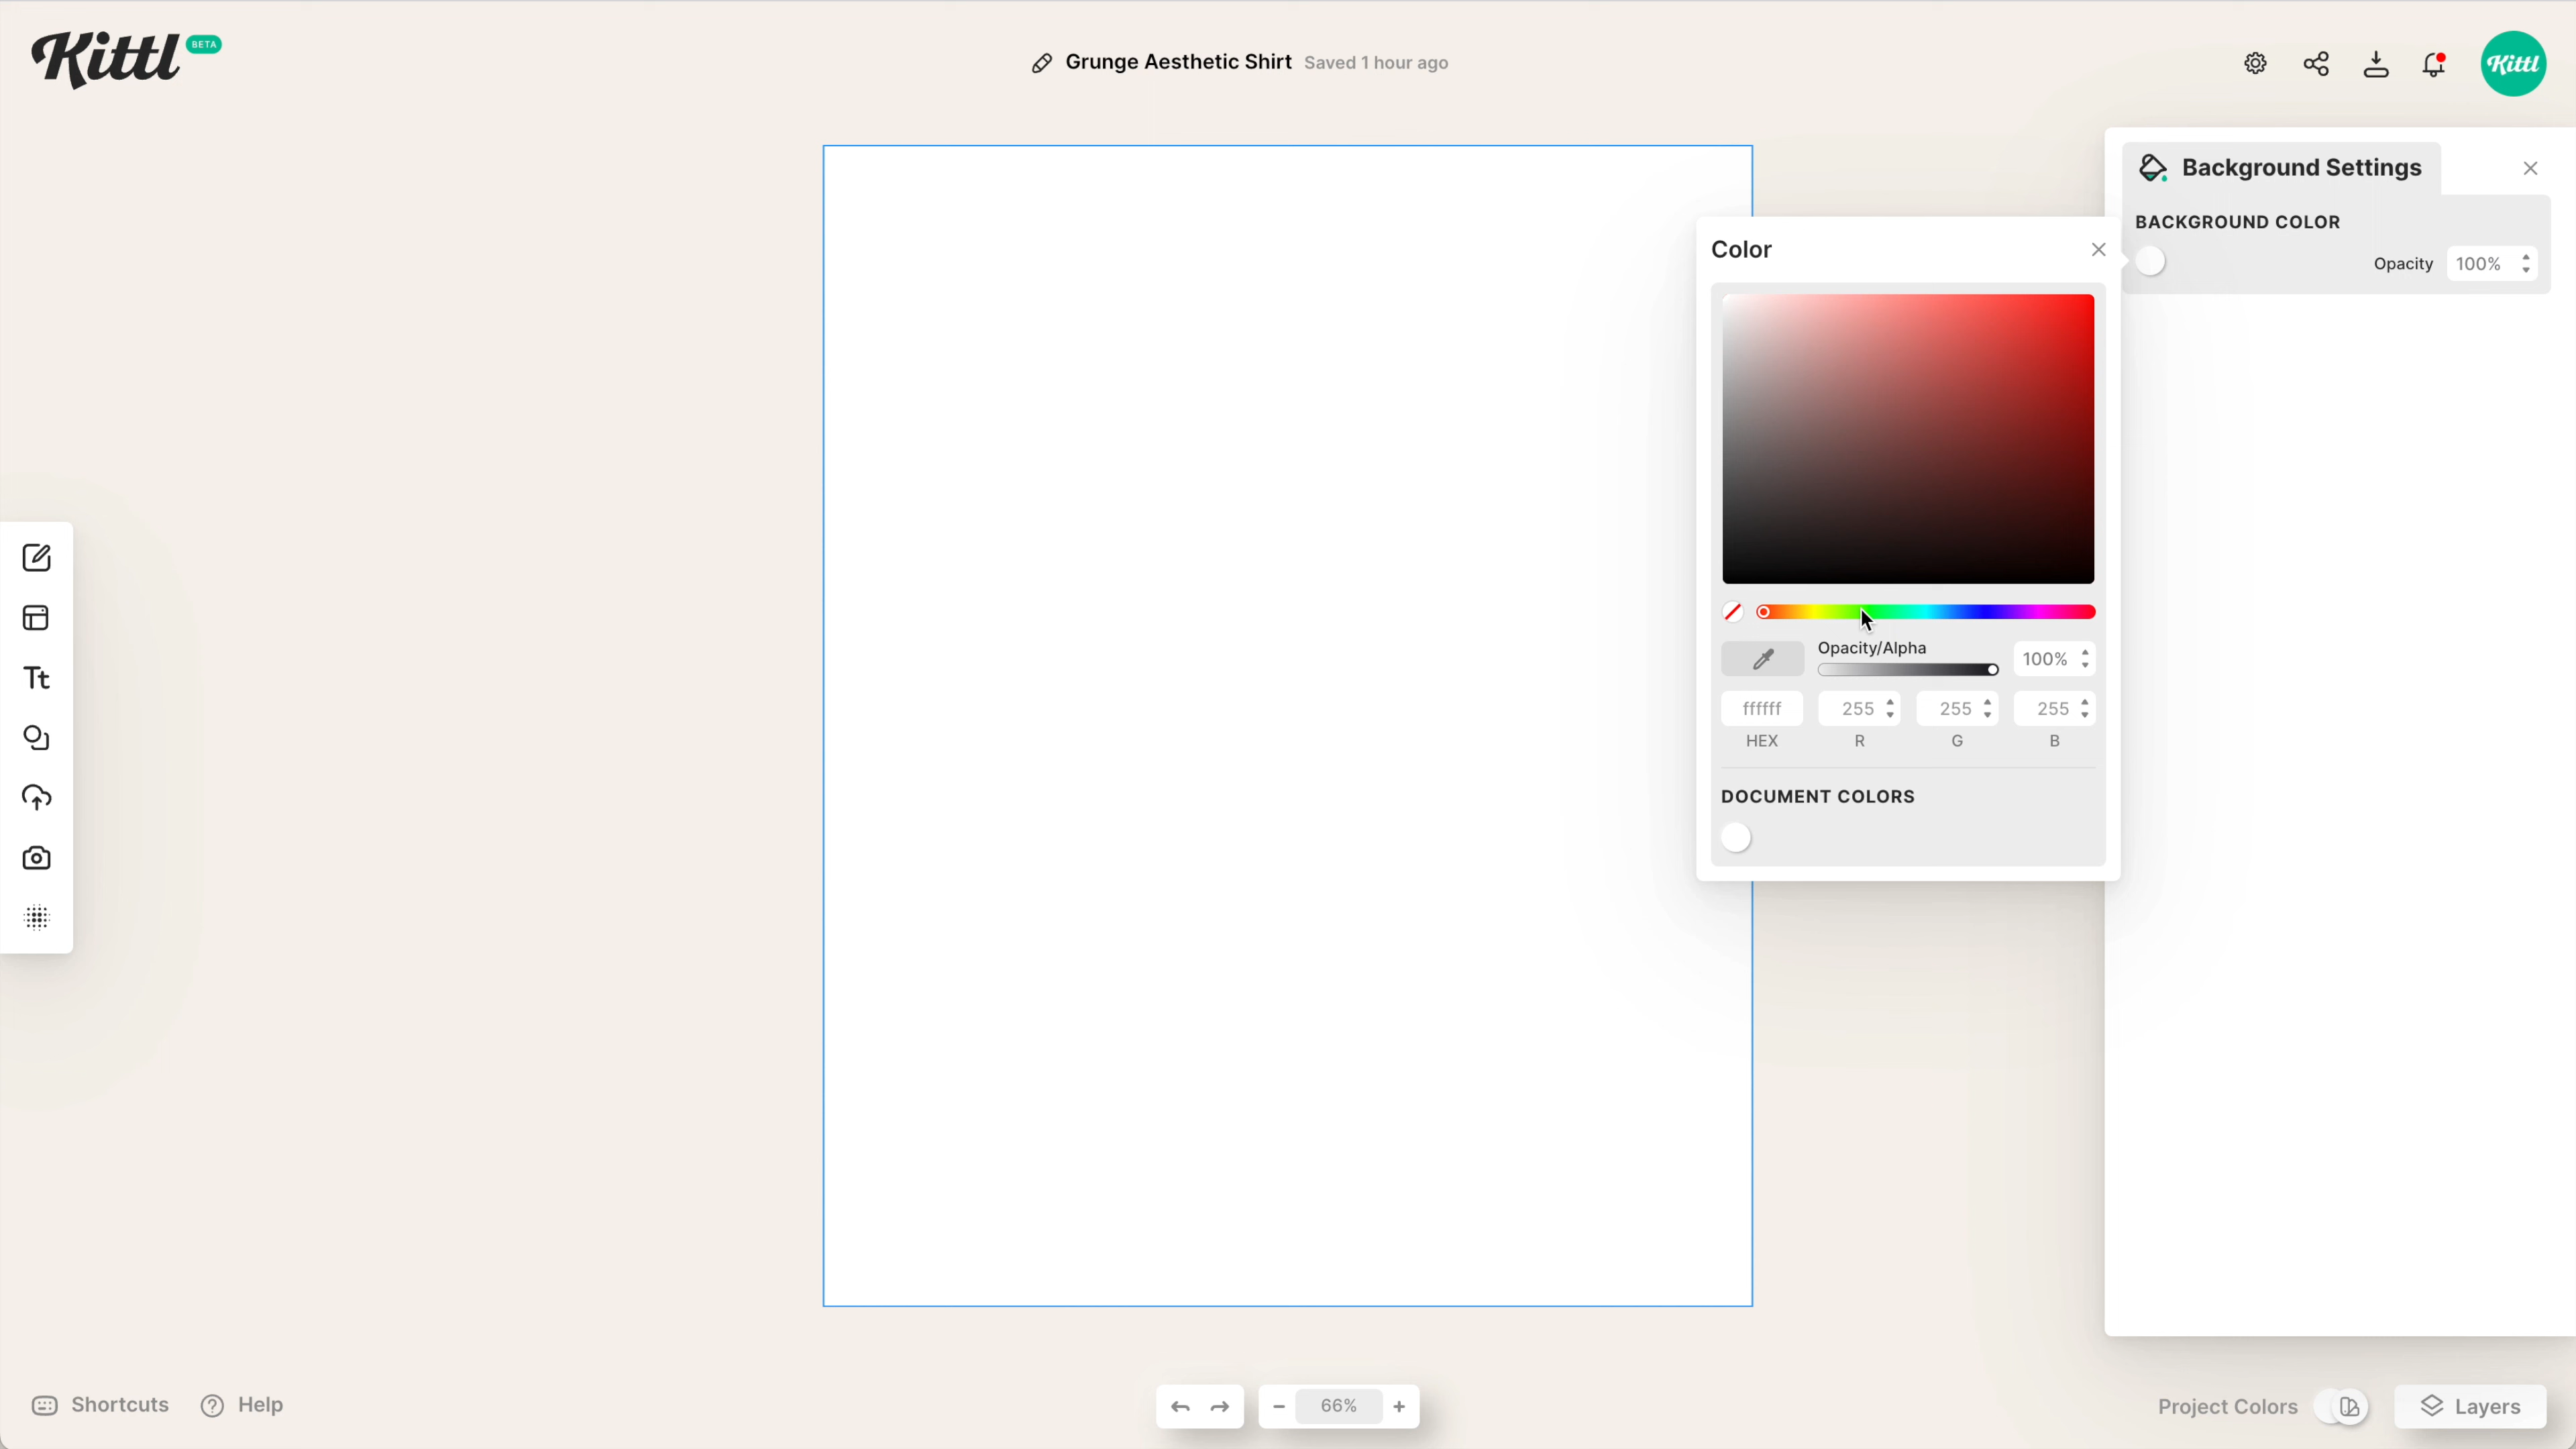 Kittl BETA
Grunge Aesthetic Shirt Saved 1 hour ago
Kittl
Background Settings
BACKGROUND COLOR
Opacity 100%
Color
Opacity/Alpha
100%
ffffff 255 255 255
HEX R G B
DOCUMENT COLORS
Tt
Shortcuts Help
66%
Project Colors
Layers